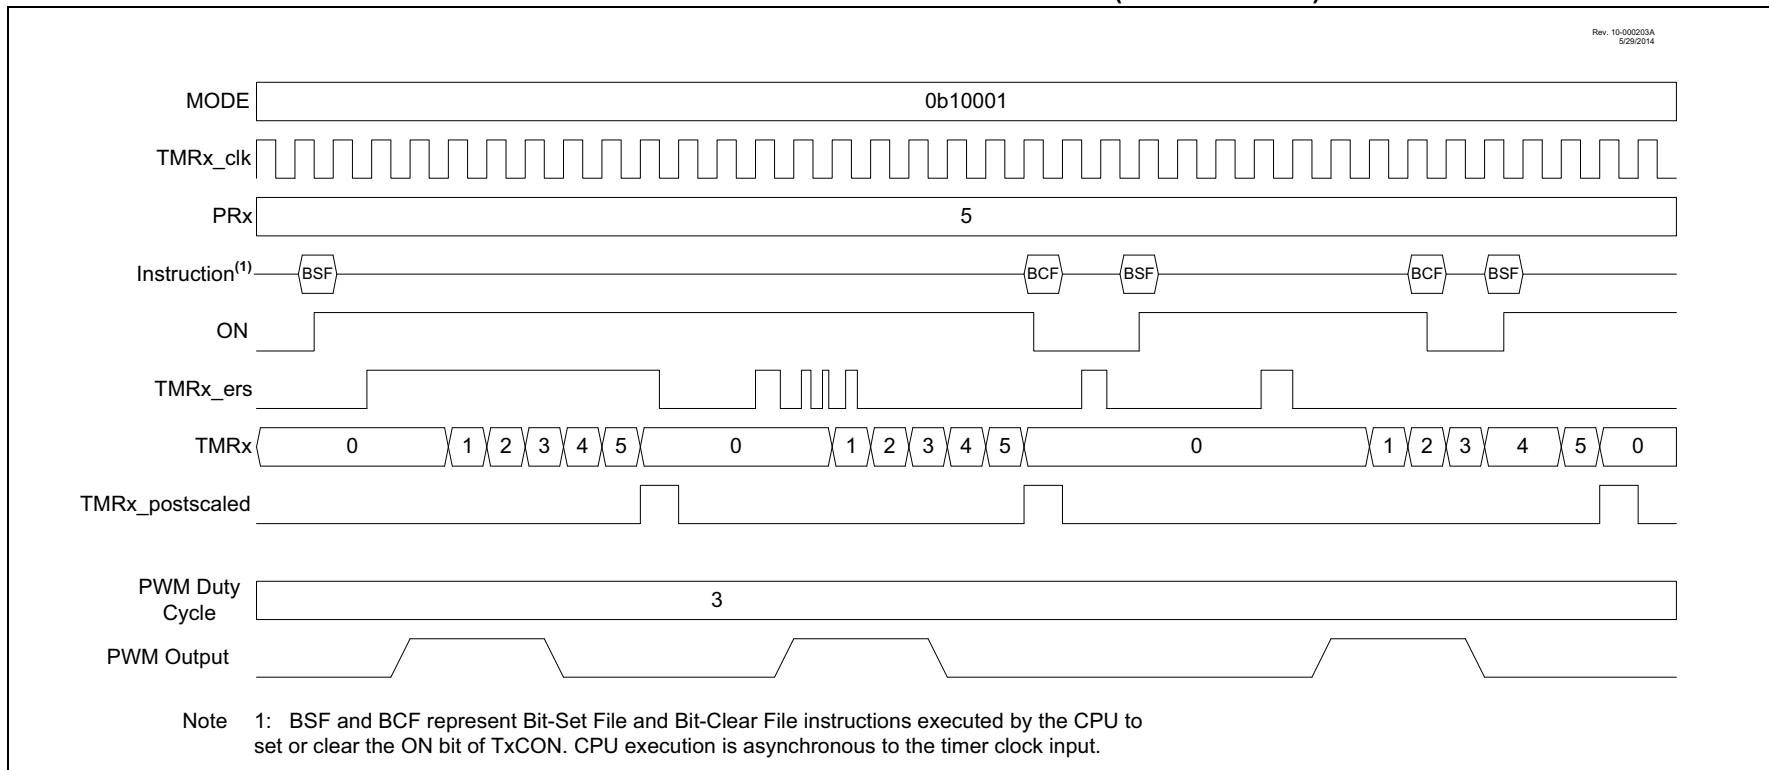 Rev. 10-000203A
5/29/2014
MODE 0b10001
TMRx_clk
PRx 5
Instruction(1) BSF BCF BSF BCF BSF
ON
TMRx_ers
TMRx 0 1 2 3 4 5 0 1 2 3 4 5 0 1 2 3 4 5 0
TMRx_postscaled
PWM Duty
Cycle 3
PWM Output
Note 1: BSF and BCF represent Bit-Set File and Bit-Clear File instructions executed by the CPU to
set or clear the ON bit of TxCON. CPU execution is asynchronous to the timer clock input.